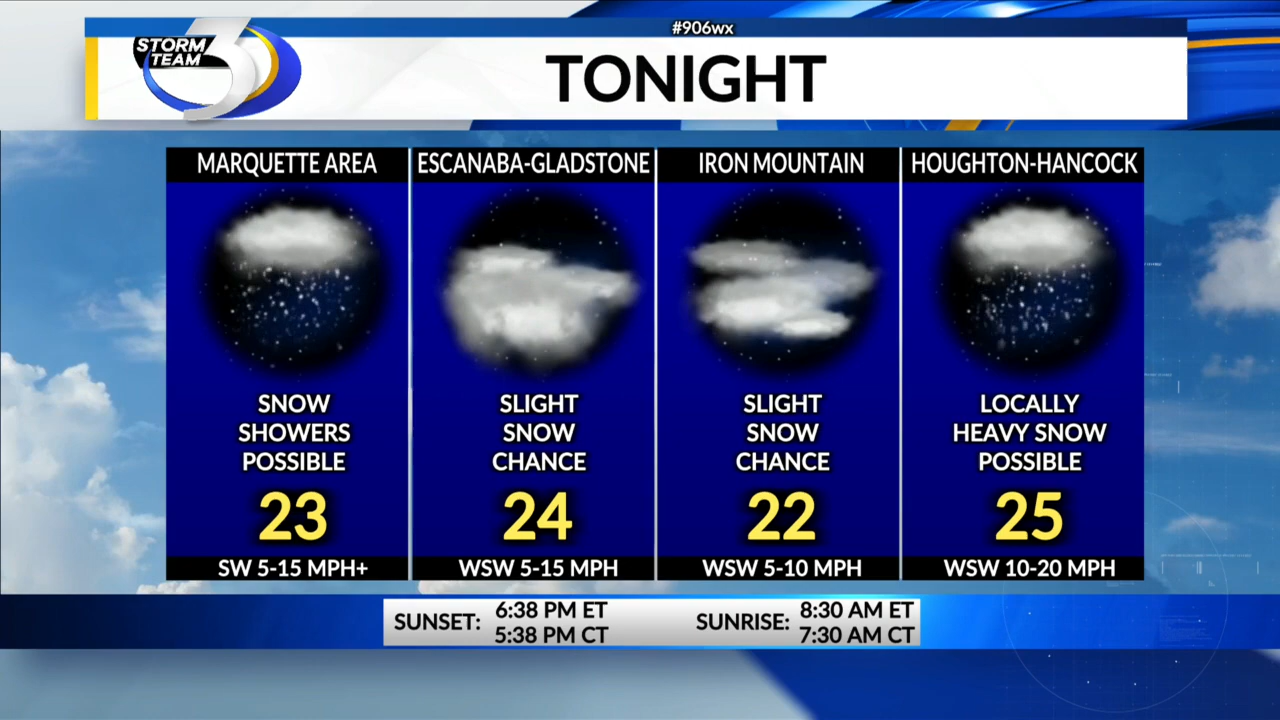 #906wx
STORM
TEAM
3
TONIGHT
MARQUETTE AREA
SNOW
SHOWERS
POSSIBLE
23
SW 5-15 MPH+
ESCANABA-GLADSTONE
SLIGHT
SNOW
CHANCE
24
WSW 5-15 MPH
IRON MOUNTAIN
SLIGHT
SNOW
CHANCE
22
WSW 5-10 MPH
HOUGHTON-HANCOCK
LOCALLY
HEAVY SNOW
POSSIBLE
25
WSW 10-20 MPH
SUNSET: 6:38 PM ET
5:38 PM CT
SUNRISE: 8:30 AM ET
7:30 AM CT